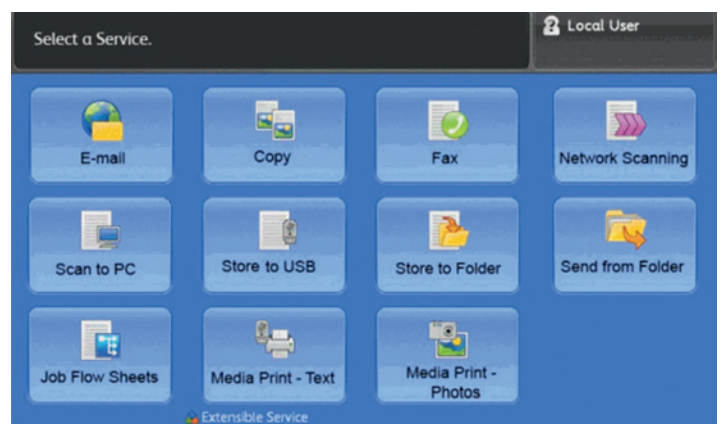 Select a Service.
Local User
E-mail
Copy
Fax
Network Scanning
Scan to PC
Store to USB
Store to Folder
Send from Folder
Job Flow Sheets
Media Print - Text
Media Print -
Photos
Extensible Service